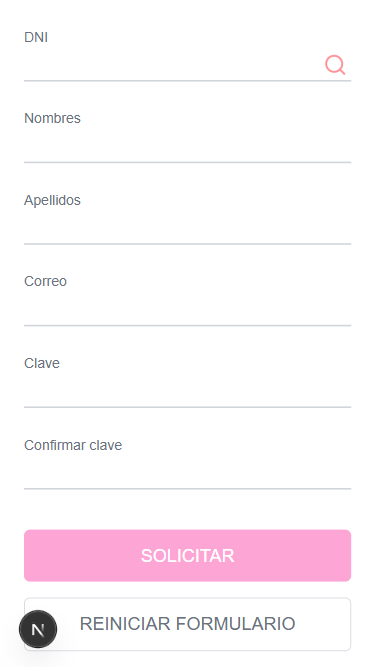 DNI
Nombres
Apellidos
Correo
Clave
Confirmar clave
SOLICITAR
REINICIAR FORMULARIO
N